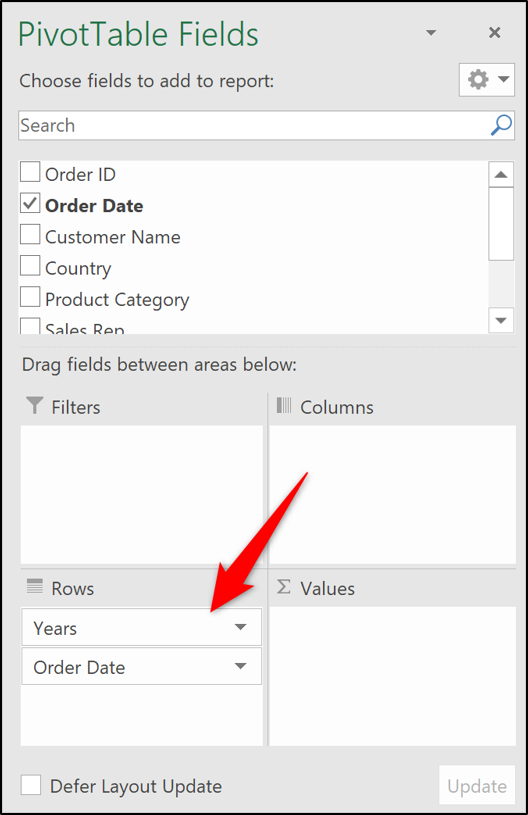 PivotTable Fields
Choose fields to add to report:
Search
Order ID
Order Date
Customer Name
Country
Product Category
Sales Rep
Drag fields between areas below:
Filters
Columns
Rows
Σ Values
Years
Order Date
Defer Layout Update
Update